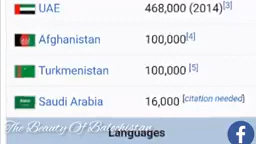 UAE 468,000 (2014)[3]
Afghanistan 100,000[4]
Turkmenistan 100,000 [5]
Saudi Arabia 16,000 [citation needed]
The Beauty Of Balochistan
Languages